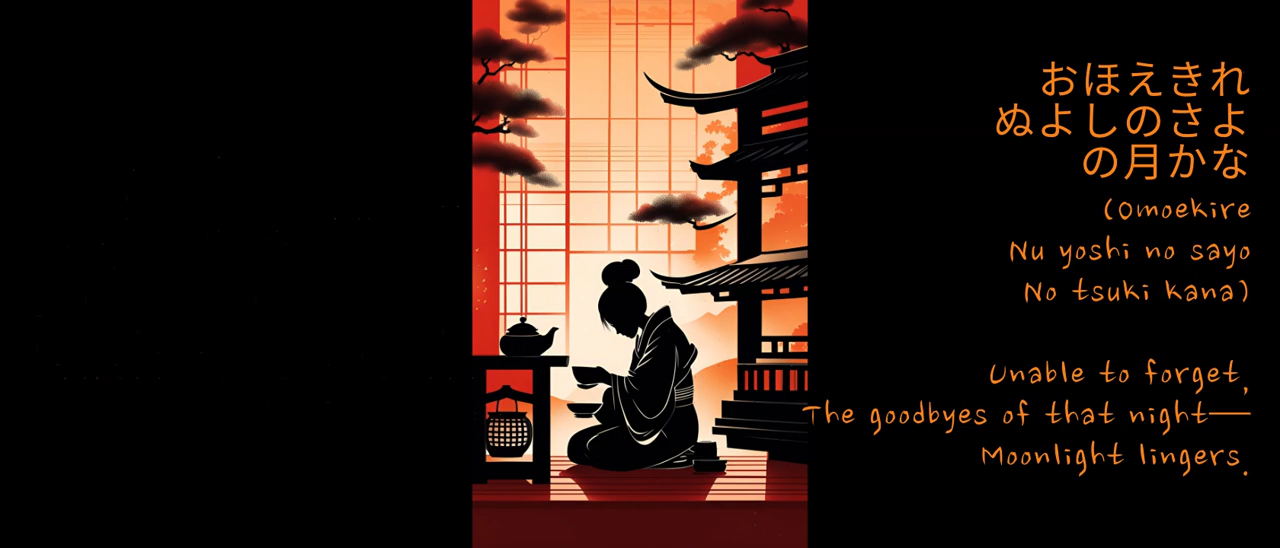 おほえきれ
ぬよしのさよ
の月かな
(Omoekire
Nu yoshi no sayo
No tsuki kana)
Unable to forget,
The goodbyes of that night——
Moonlight lingers.